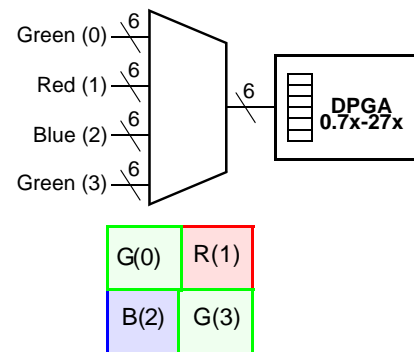 Green (0)
6
Red (1)
6
Blue (2)
6
Green (3)
6
6
DPGA
0.7x-27x
G(0) R(1)
B(2) G(3)